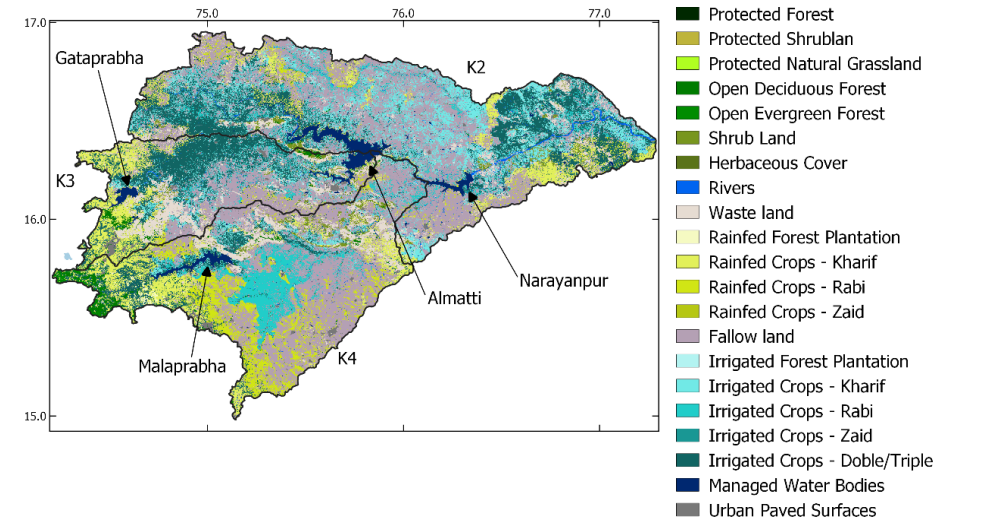 75.0 76.0 77.0
17.0
Gataprabha
K2
K3
16.0
Narayanpur
Almatti
Malaprabha
K4
15.0
Protected Forest
Protected Shrublan
Protected Natural Grassland
Open Deciduous Forest
Open Evergreen Forest
Shrub Land
Herbaceous Cover
Rivers
Waste land
Rainfed Forest Plantation
Rainfed Crops - Kharif
Rainfed Crops - Rabi
Rainfed Crops - Zaid
Fallow land
Irrigated Forest Plantation
Irrigated Crops - Kharif
Irrigated Crops - Rabi
Irrigated Crops - Zaid
Irrigated Crops - Doble/Triple
Managed Water Bodies
Urban Paved Surfaces